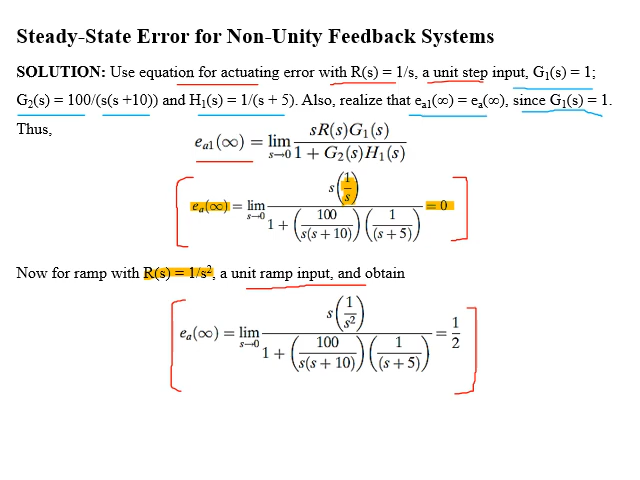 Steady-State Error for Non-Unity Feedback Systems
SOLUTION: Use equation for actuating error with R(s) = 1/s, a unit step input, G₁(s) = 1;
G₂(s) = 100/(s(s +10)) and H₁(s) = 1/(s + 5). Also, realize that eₐ₁(∞) = eₐ(∞), since G₁(s) = 1.
Thus,
eₐ₁(∞) = lim_{s→0} sR(s)G₁(s) / (1 + G₂(s)H₁(s))
eₐ(∞) = lim_{s→0} s(1/s) / (1 + (100/(s(s + 10)))(1/(s + 5))) = 0
Now for ramp with R(s) = 1/s², a unit ramp input, and obtain
eₐ(∞) = lim_{s→0} s(1/s²) / (1 + (100/(s(s + 10)))(1/(s + 5))) = 1/2